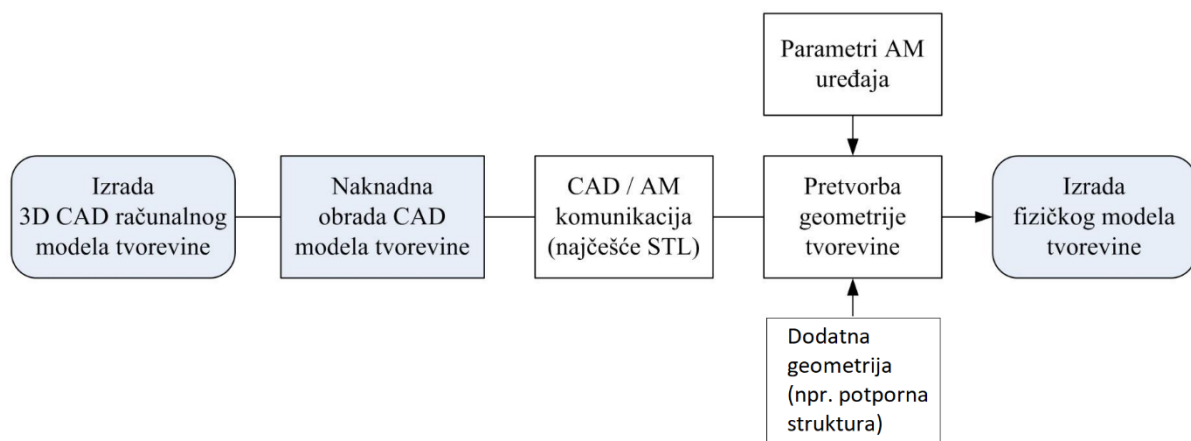 Parametri AM
uređaja
Izrada
3D CAD računalnog
modela tvorevine
Naknadna
obrada CAD
modela tvorevine
CAD / AM
komunikacija
(najčešće STL)
Pretvorba
geometrije
tvorevine
Izrada
fizičkog modela
tvorevine
Dodatna
geometrija
(npr. potporna
struktura)